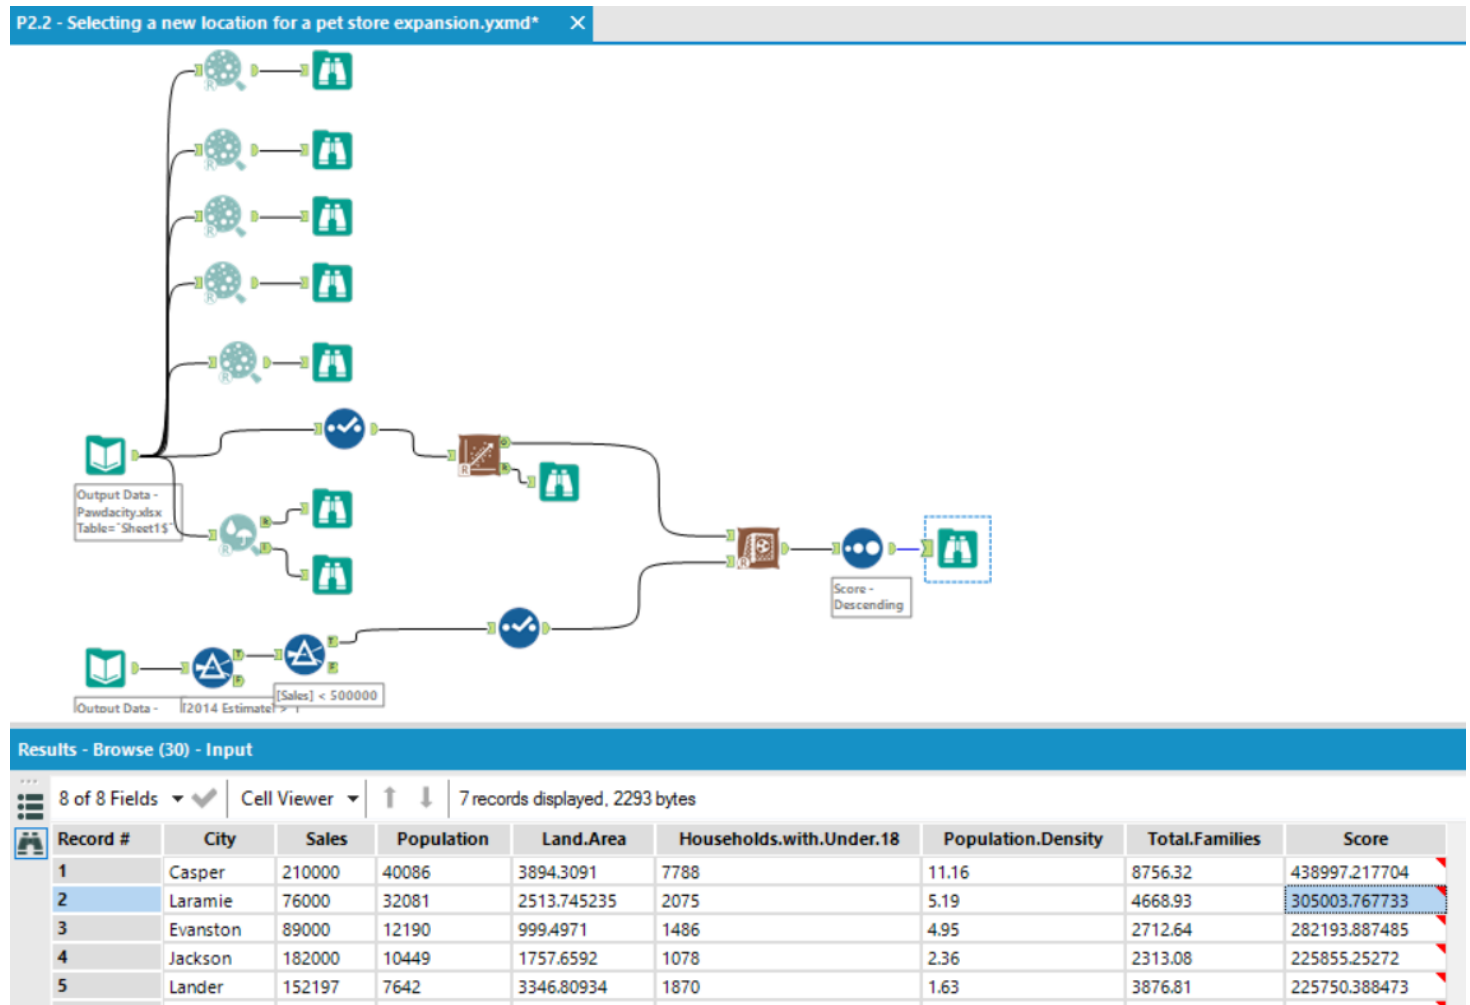 P2.2 - Selecting a new location for a pet store expansion.yxmd*
Output Data -
Pawdacity.xlsx
Table=`Sheet1$`
Score -
Descending
[Sales] < 500000
Output Data -
[2014 Estimate] > 1
Results - Browse (30) - Input
8 of 8 Fields Cell Viewer 7 records displayed, 2293 bytes
Record # City Sales Population Land.Area Households.with.Under.18 Population.Density Total.Families Score
1 Casper 210000 40086 3894.3091 7788 11.16 8756.32 438997.217704
2 Laramie 76000 32081 2513.745235 2075 5.19 4668.93 305003.767733
3 Evanston 89000 12190 999.4971 1486 4.95 2712.64 282193.887485
4 Jackson 182000 10449 1757.6592 1078 2.36 2313.08 225855.25272
5 Lander 152197 7642 3346.80934 1870 1.63 3876.81 225750.388473